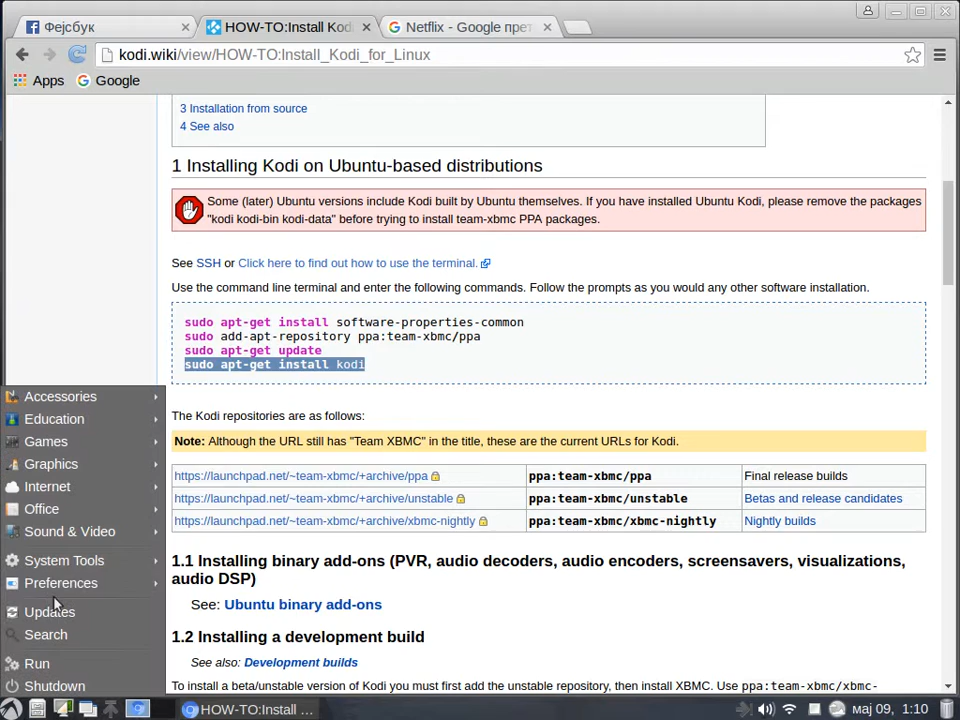 Фејсбук
HOW-TO:Install Kod
Netflix - Google прет
kodi.wiki/view/HOW-TO:Install_Kodi_for_Linux
Apps
Google
3 Installation from source
4 See also
1 Installing Kodi on Ubuntu-based distributions
Some (later) Ubuntu versions include Kodi built by Ubuntu themselves. If you have installed Ubuntu Kodi, please remove the packages
"kodi kodi-bin kodi-data" before trying to install team-xbmc PPA packages.
See SSH or Click here to find out how to use the terminal.
Use the command line terminal and enter the following commands. Follow the prompts as you would any other software installation.
sudo apt-get install software-properties-common
sudo add-apt-repository ppa:team-xbmc/ppa
sudo apt-get update
sudo apt-get install kodi
The Kodi repositories are as follows:
Note: Although the URL still has "Team XBMC" in the title, these are the current URLs for Kodi.
https://launchpad.net/~team-xbmc/+archive/ppa ppa:team-xbmc/ppa Final release builds
https://launchpad.net/~team-xbmc/+archive/unstable ppa:team-xbmc/unstable Betas and release candidates
https://launchpad.net/~team-xbmc/+archive/xbmc-nightly ppa:team-xbmc/xbmc-nightly Nightly builds
1.1 Installing binary add-ons (PVR, audio decoders, audio encoders, screensavers, visualizations,
audio DSP)
See: Ubuntu binary add-ons
1.2 Installing a development build
See also: Development builds
To install a beta/unstable version of Kodi you must first add the unstable repository, then install XBMC. Use ppa:team-xbmc/xbmc-
Accessories
Education
Games
Graphics
Internet
Office
Sound & Video
System Tools
Preferences
Updates
Search
Run
Shutdown
HOW-TO:Install ...
мај 09, 1:10